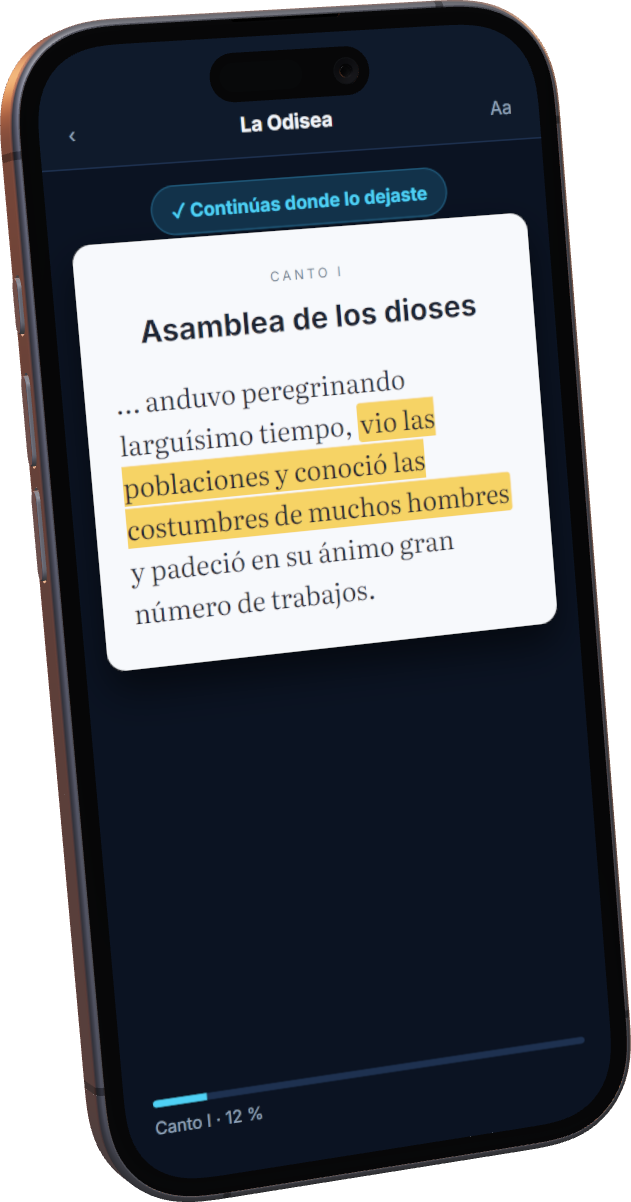 ‹ La Odisea Aa
✓ Continúas donde lo dejaste
CANTO I
Asamblea de los dioses
... anduvo peregrinando
larguísimo tiempo, vio las
poblaciones y conoció las
costumbres de muchos hombres
y padeció en su ánimo gran
número de trabajos.
Canto I · 12 %